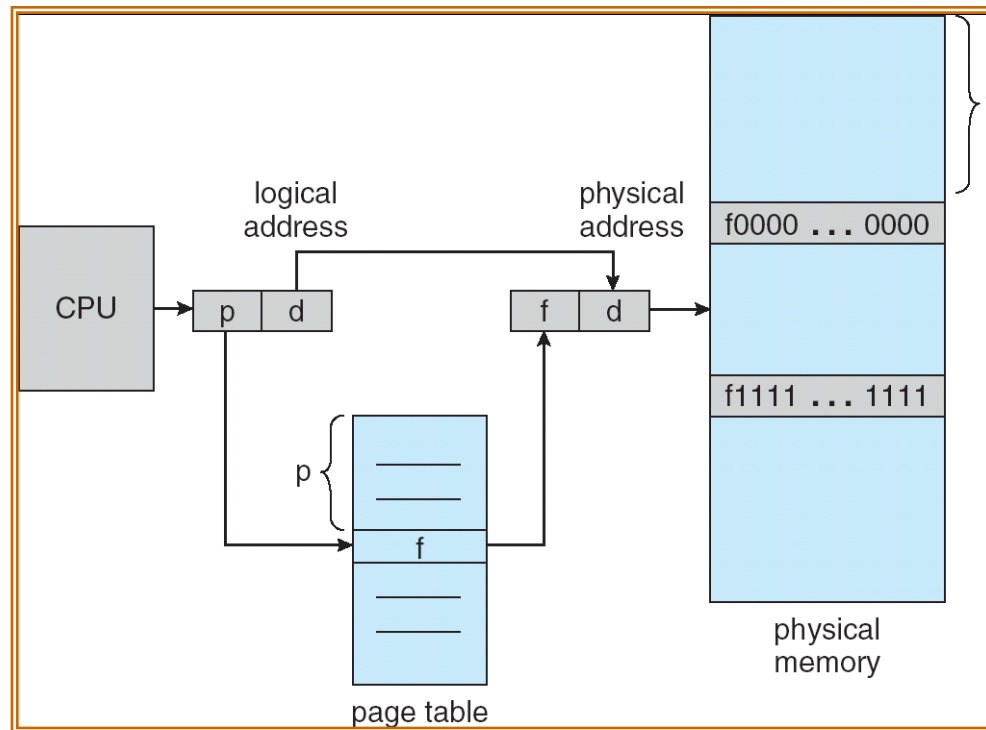 logical
address
physical
address
CPU
p
d
f
d
f0000 ... 0000
f1111 ... 1111
p
f
page table
physical
memory